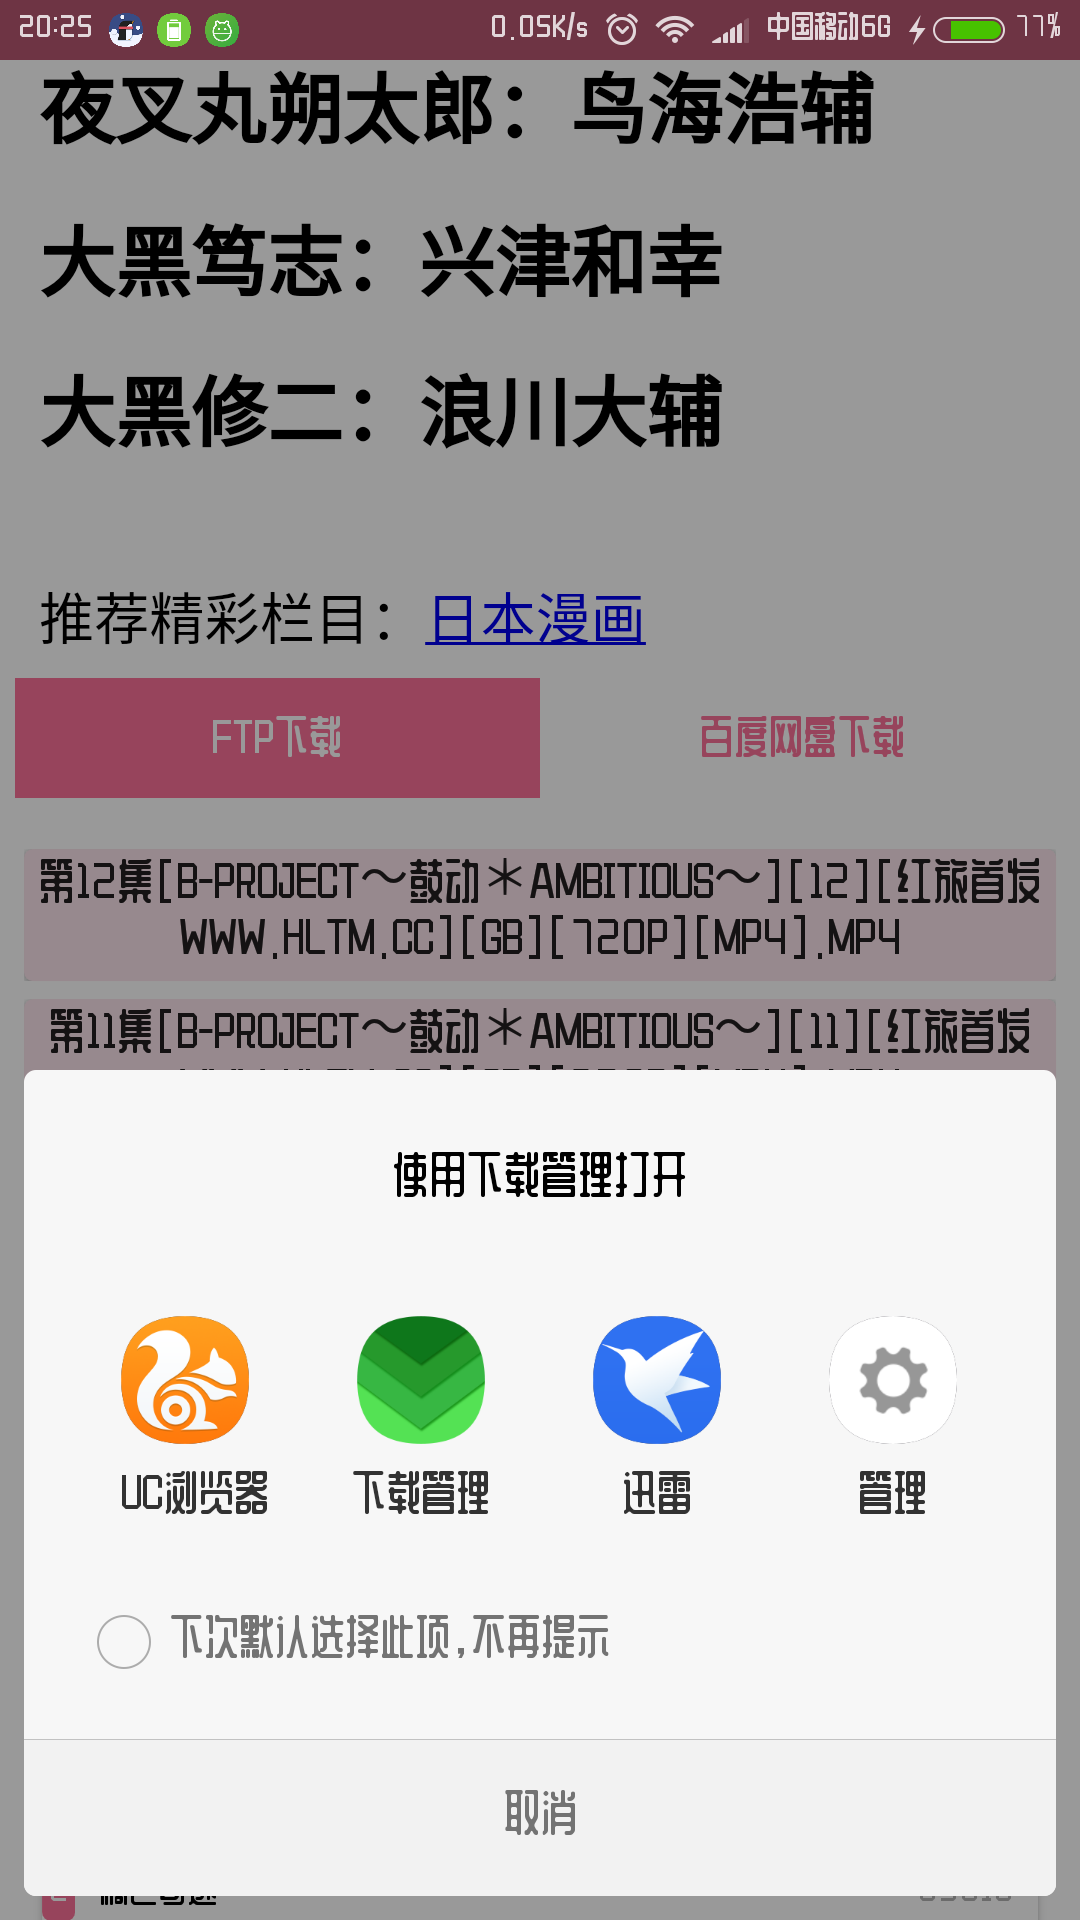 20:25 0.05K/s 中国移动6G 77%
夜叉丸朔太郎：鸟海浩辅
大黑笃志：兴津和幸
大黑修二：浪川大辅
推荐精彩栏目：日本漫画
FTP下载 百度网盘下载
第12集[B-PROJECT～鼓动＊AMBITIOUS～][12][红旅首发
WWW.HLTM.CC][GB][720P][MP4].MP4
第11集[B-PROJECT～鼓动＊AMBITIOUS～][11][红旅首发
使用下载管理打开
UC浏览器 下载管理 迅雷 管理
下次默认选择此项,不再提示
取消